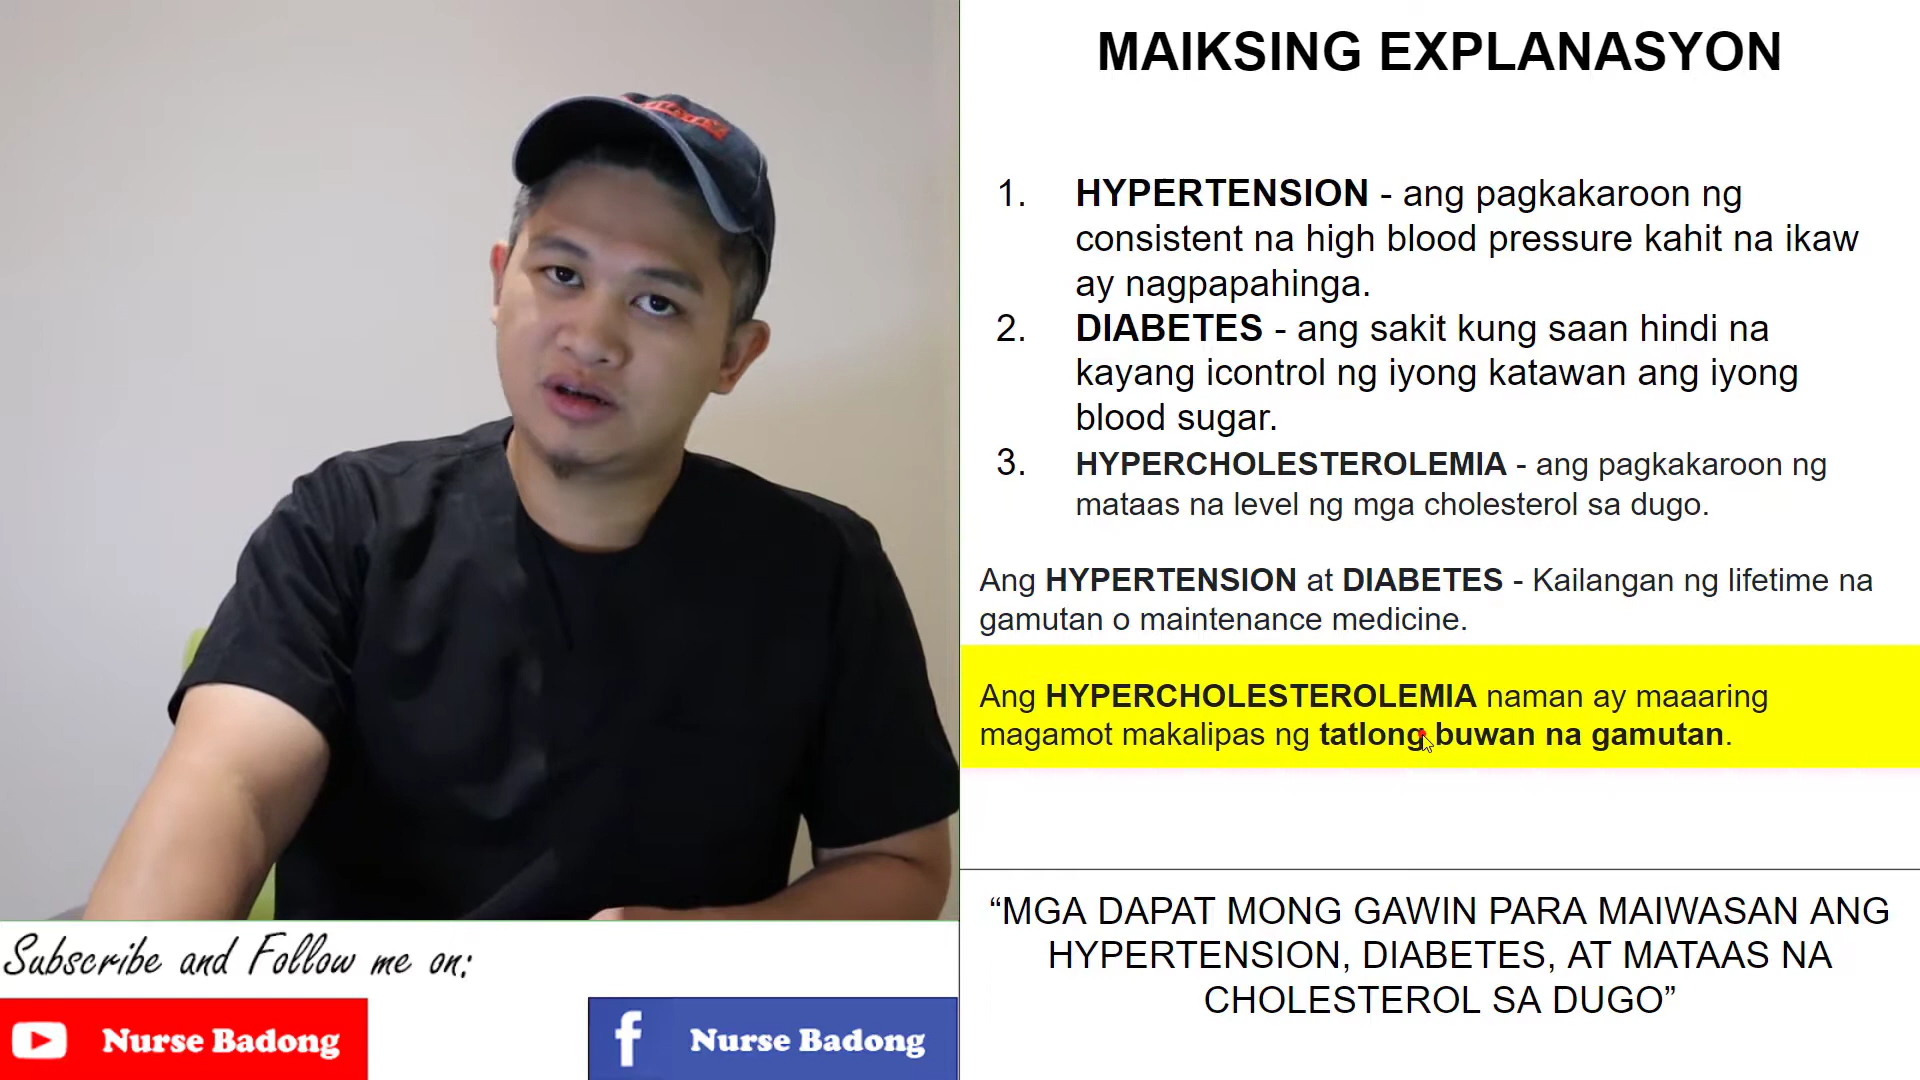 MAIKSING EXPLANASYON
1. HYPERTENSION - ang pagkakaroon ng
consistent na high blood pressure kahit na ikaw
ay nagpapahinga.
2. DIABETES - ang sakit kung saan hindi na
kayang icontrol ng iyong katawan ang iyong
blood sugar.
3. HYPERCHOLESTEROLEMIA - ang pagkakaroon ng
mataas na level ng mga cholesterol sa dugo.
Ang HYPERTENSION at DIABETES - Kailangan ng lifetime na
gamutan o maintenance medicine.
Ang HYPERCHOLESTEROLEMIA naman ay maaaring
magamot makalipas ng tatlong buwan na gamutan.
“MGA DAPAT MONG GAWIN PARA MAIWASAN ANG
HYPERTENSION, DIABETES, AT MATAAS NA
CHOLESTEROL SA DUGO”
Subscribe and Follow me on:
Nurse Badong
Nurse Badong